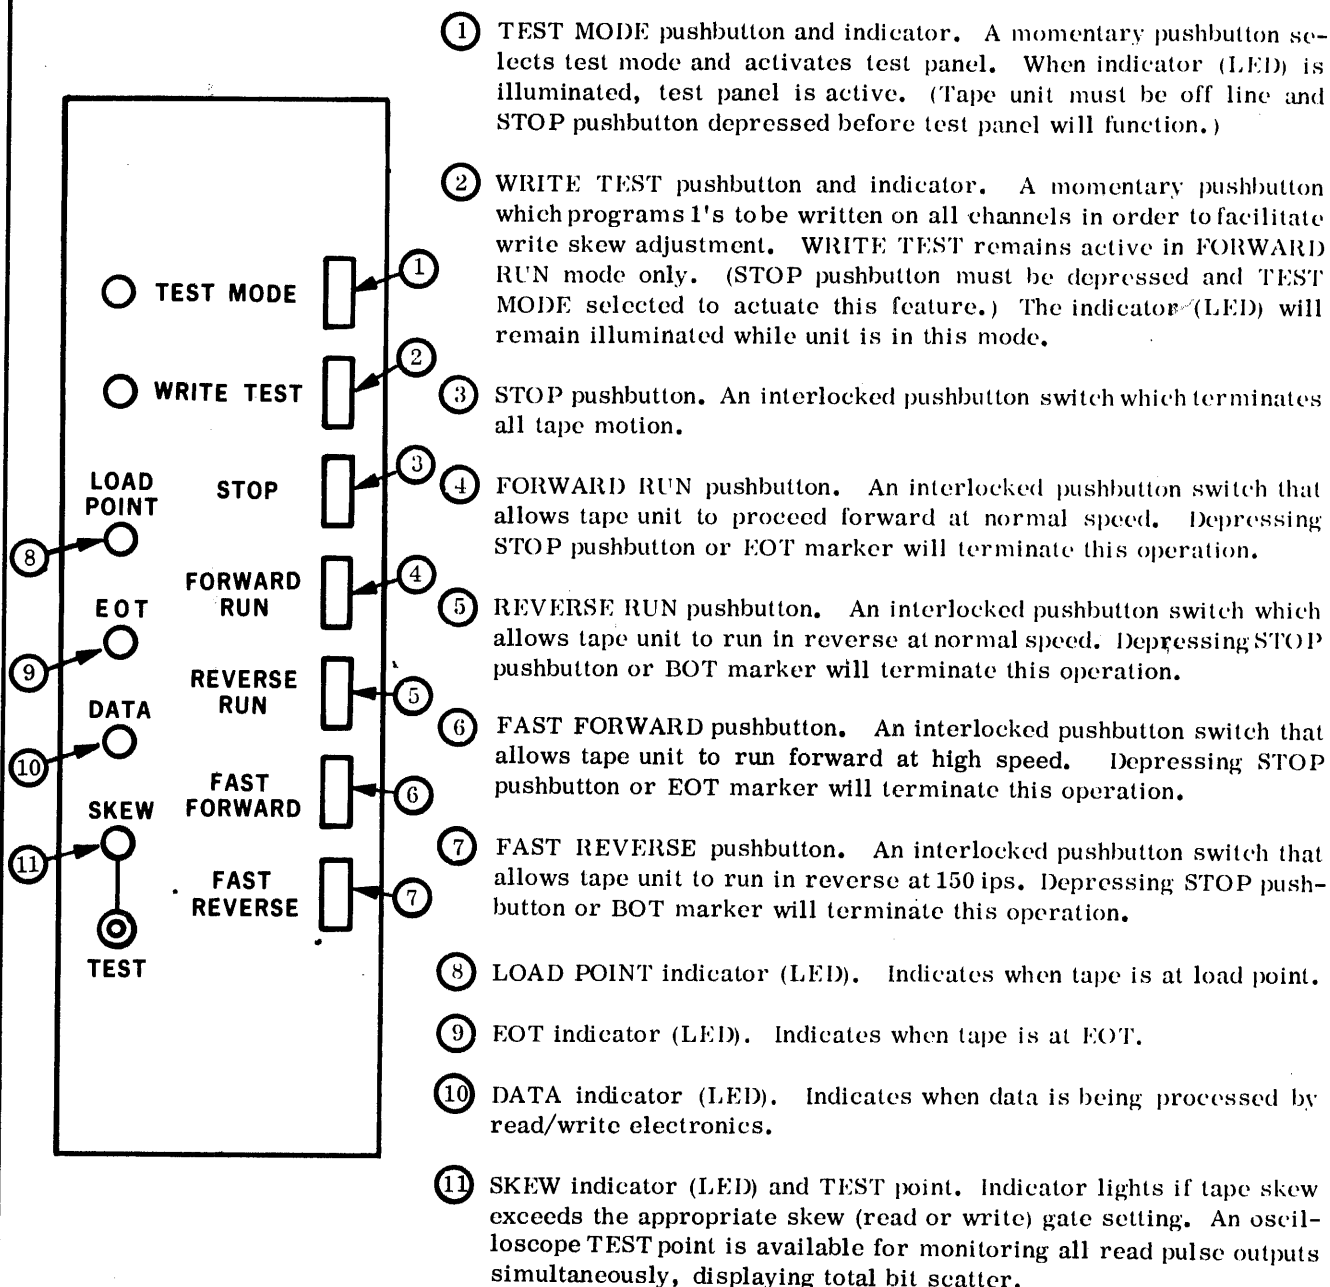 1 TEST MODE pushbutton and indicator. A momentary pushbutton se-
lects test mode and activates test panel. When indicator (LED) is
illuminated, test panel is active. (Tape unit must be off line and
STOP pushbutton depressed before test panel will function.)
2 WRITE TEST pushbutton and indicator. A momentary pushbutton
which programs 1's to be written on all channels in order to facilitate
write skew adjustment. WRITE TEST remains active in FORWARD
RUN mode only. (STOP pushbutton must be depressed and TEST
MODE selected to actuate this feature.) The indicator (LED) will
remain illuminated while unit is in this mode.
3 STOP pushbutton. An interlocked pushbutton switch which terminates
all tape motion.
4 FORWARD RUN pushbutton. An interlocked pushbutton switch that
allows tape unit to proceed forward at normal speed. Depressing
STOP pushbutton or EOT marker will terminate this operation.
5 REVERSE RUN pushbutton. An interlocked pushbutton switch which
allows tape unit to run in reverse at normal speed. Depressing STOP
pushbutton or BOT marker will terminate this operation.
6 FAST FORWARD pushbutton. An interlocked pushbutton switch that
allows tape unit to run forward at high speed. Depressing STOP
pushbutton or EOT marker will terminate this operation.
7 FAST REVERSE pushbutton. An interlocked pushbutton switch that
allows tape unit to run in reverse at 150 ips. Depressing STOP push-
button or BOT marker will terminate this operation.
8 LOAD POINT indicator (LED). Indicates when tape is at load point.
9 EOT indicator (LED). Indicates when tape is at EOT.
10 DATA indicator (LED). Indicates when data is being processed by
read/write electronics.
11 SKEW indicator (LED) and TEST point. Indicator lights if tape skew
exceeds the appropriate skew (read or write) gate setting. An oscil-
loscope TEST point is available for monitoring all read pulse outputs
simultaneously, displaying total bit scatter.
TEST MODE 1
WRITE TEST 2
LOAD
POINT
8
STOP 3
FORWARD
RUN
4
EOT
9
REVERSE
RUN
5
DATA
10
FAST
FORWARD
6
SKEW
11
FAST
REVERSE
7
TEST